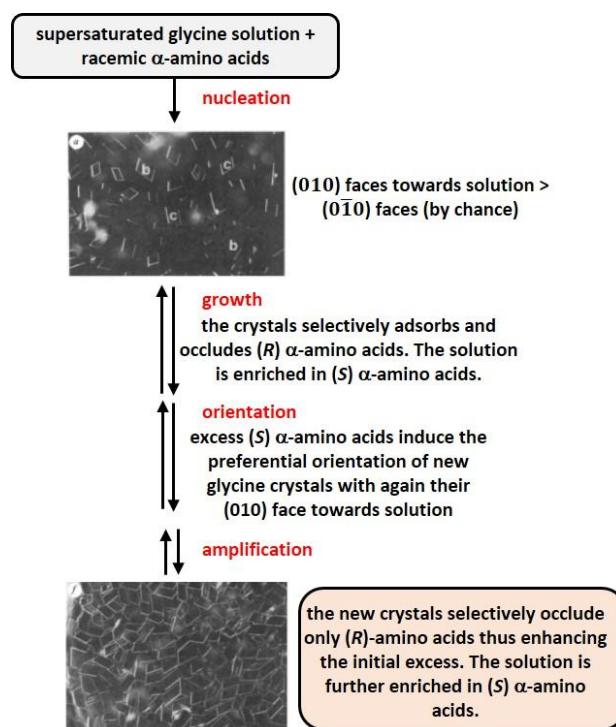 supersaturated glycine solution +
racemic α-amino acids
nucleation
a
b
c
c
b
(010) faces towards solution >
(01̅0) faces (by chance)
growth
the crystals selectively adsorbs and
occludes (R) α-amino acids. The solution
is enriched in (S) α-amino acids.
orientation
excess (S) α-amino acids induce the
preferential orientation of new
glycine crystals with again their
(010) face towards solution
amplification
f
the new crystals selectively occlude
only (R)-amino acids thus enhancing
the initial excess. The solution is
further enriched in (S) α-amino
acids.